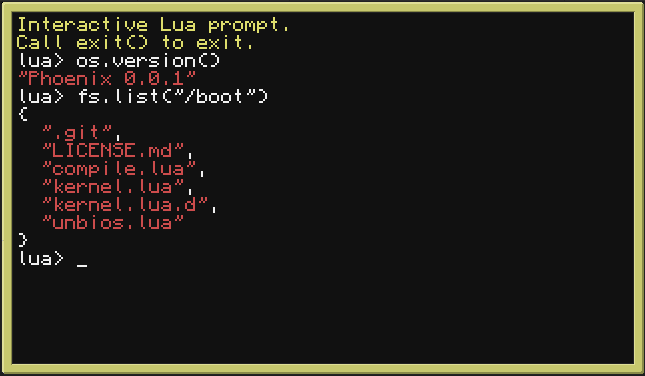 Interactive Lua prompt.
Call exit() to exit.
lua> os.version()
"Phoenix 0.0.1"
lua> fs.list("/boot")
{
  ".git",
  "LICENSE.md",
  "compile.lua",
  "kernel.lua",
  "kernel.lua.d",
  "unbios.lua"
}
lua> _